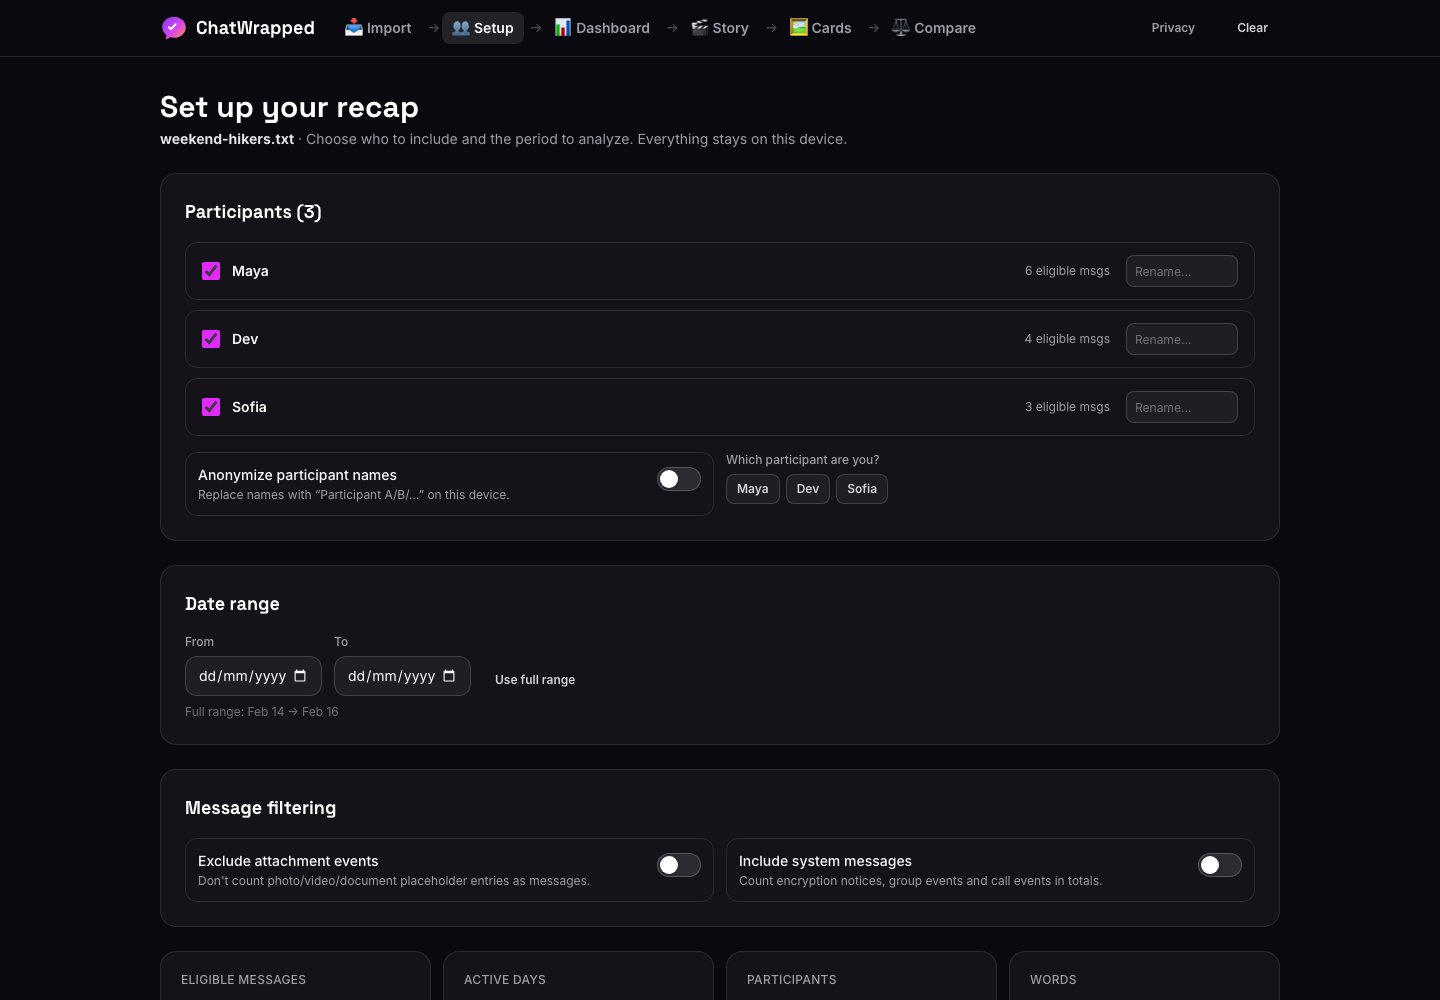 ChatWrapped
Import → Setup → Dashboard → Story → Cards → Compare
Privacy
Clear
Set up your recap
weekend-hikers.txt · Choose who to include and the period to analyze. Everything stays on this device.
Participants (3)
Maya
6 eligible msgs
Rename...
Dev
4 eligible msgs
Rename...
Sofia
3 eligible msgs
Rename...
Anonymize participant names
Replace names with “Participant A/B/...” on this device.
Which participant are you?
Maya
Dev
Sofia
Date range
From
To
dd/mm/yyyy
dd/mm/yyyy
Use full range
Full range: Feb 14 → Feb 16
Message filtering
Exclude attachment events
Don't count photo/video/document placeholder entries as messages.
Include system messages
Count encryption notices, group events and call events in totals.
ELIGIBLE MESSAGES
ACTIVE DAYS
PARTICIPANTS
WORDS